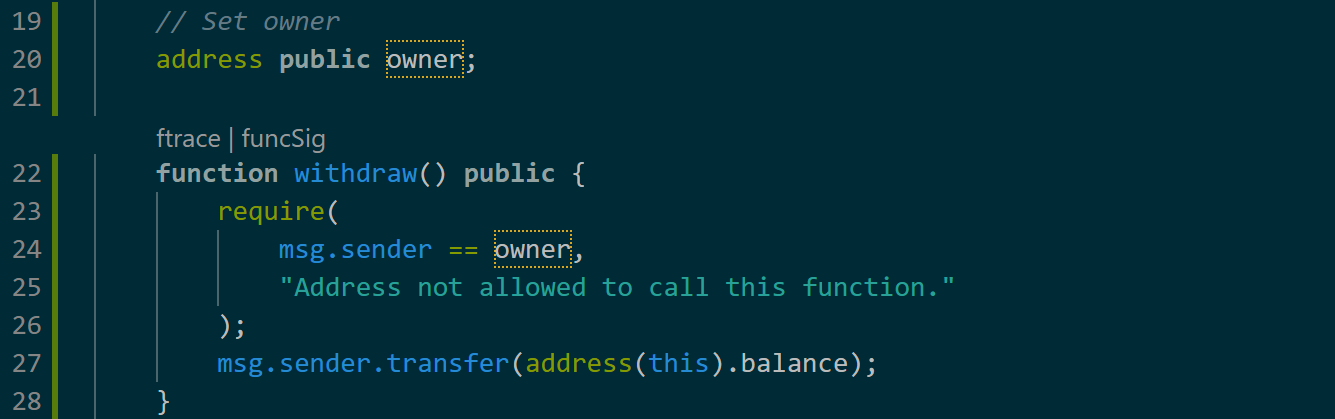 19 // Set owner
20 address public owner;
21
ftrace | funcSig
22 function withdraw() public {
23 require(
24 msg.sender == owner,
25 "Address not allowed to call this function."
26 );
27 msg.sender.transfer(address(this).balance);
28 }